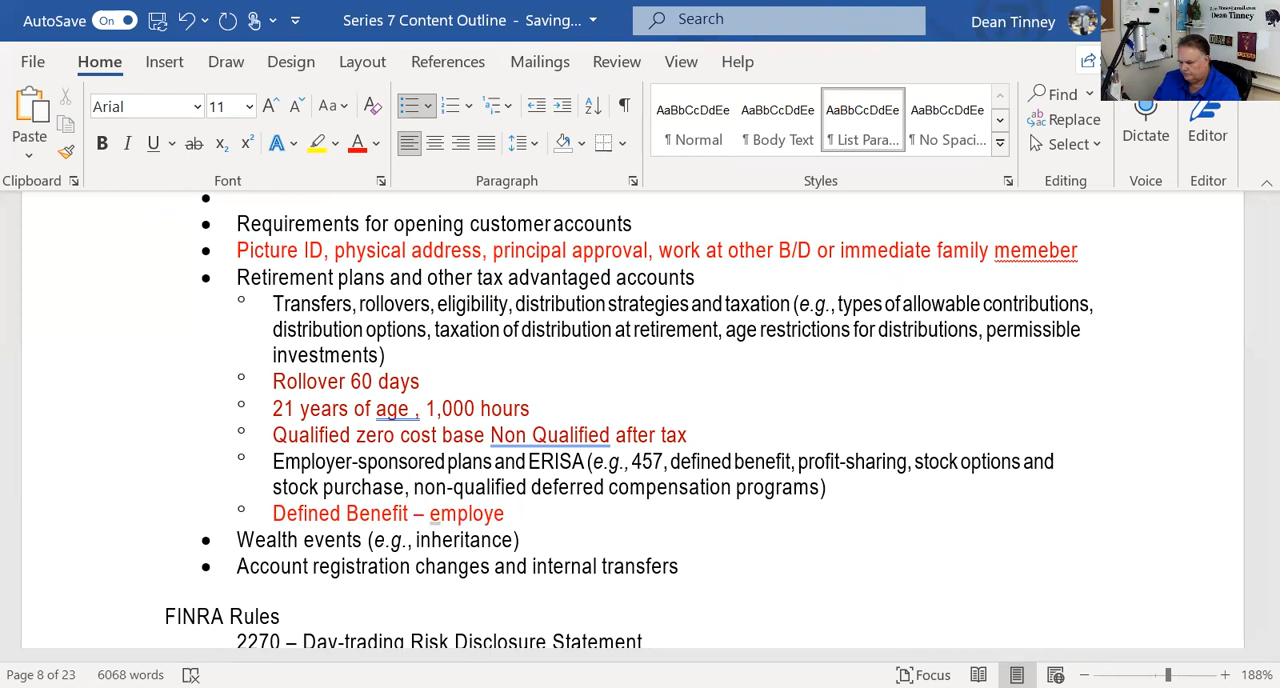 AutoSave On Series 7 Content Outline - Saving... Search Dean Tinney
Dean Tinney
File Home Insert Draw Design Layout References Mailings Review View Help
Paste Arial 11 A A Aa A
B I U ab x2 x2 A A
AaBbCcDdEe AaBbCcDdEe AaBbCcDdEe AaBbCcDdEe
¶ Normal ¶ Body Text ¶ List Para... ¶ No Spaci...
Find
Replace
Select
Dictate Editor
Clipboard Font Paragraph Styles Editing Voice Editor
• Requirements for opening customer accounts
• Picture ID, physical address, principal approval, work at other B/D or immediate family memeber
• Retirement plans and other tax advantaged accounts
° Transfers, rollovers, eligibility, distribution strategies and taxation (e.g., types of allowable contributions,
distribution options, taxation of distribution at retirement, age restrictions for distributions, permissible
investments)
° Rollover 60 days
° 21 years of age , 1,000 hours
° Qualified zero cost base Non Qualified after tax
° Employer-sponsored plans and ERISA (e.g., 457, defined benefit, profit-sharing, stock options and
stock purchase, non-qualified deferred compensation programs)
° Defined Benefit – employe
• Wealth events (e.g., inheritance)
• Account registration changes and internal transfers
FINRA Rules
2270 – Day-trading Risk Disclosure Statement
Page 8 of 23 6068 words Focus 188%